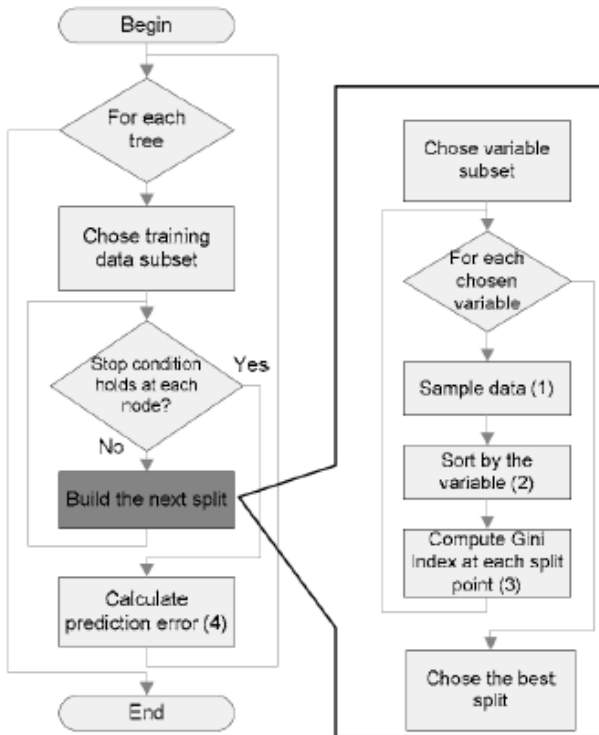 Begin
For each
tree
Chose training
data subset
Stop condition
holds at each
node?
Yes
No
Build the next split
Calculate
prediction error (4)
End
Chose variable
subset
For each
chosen
variable
Sample data (1)
Sort by the
variable (2)
Compute Gini
Index at each split
point (3)
Chose the best
split